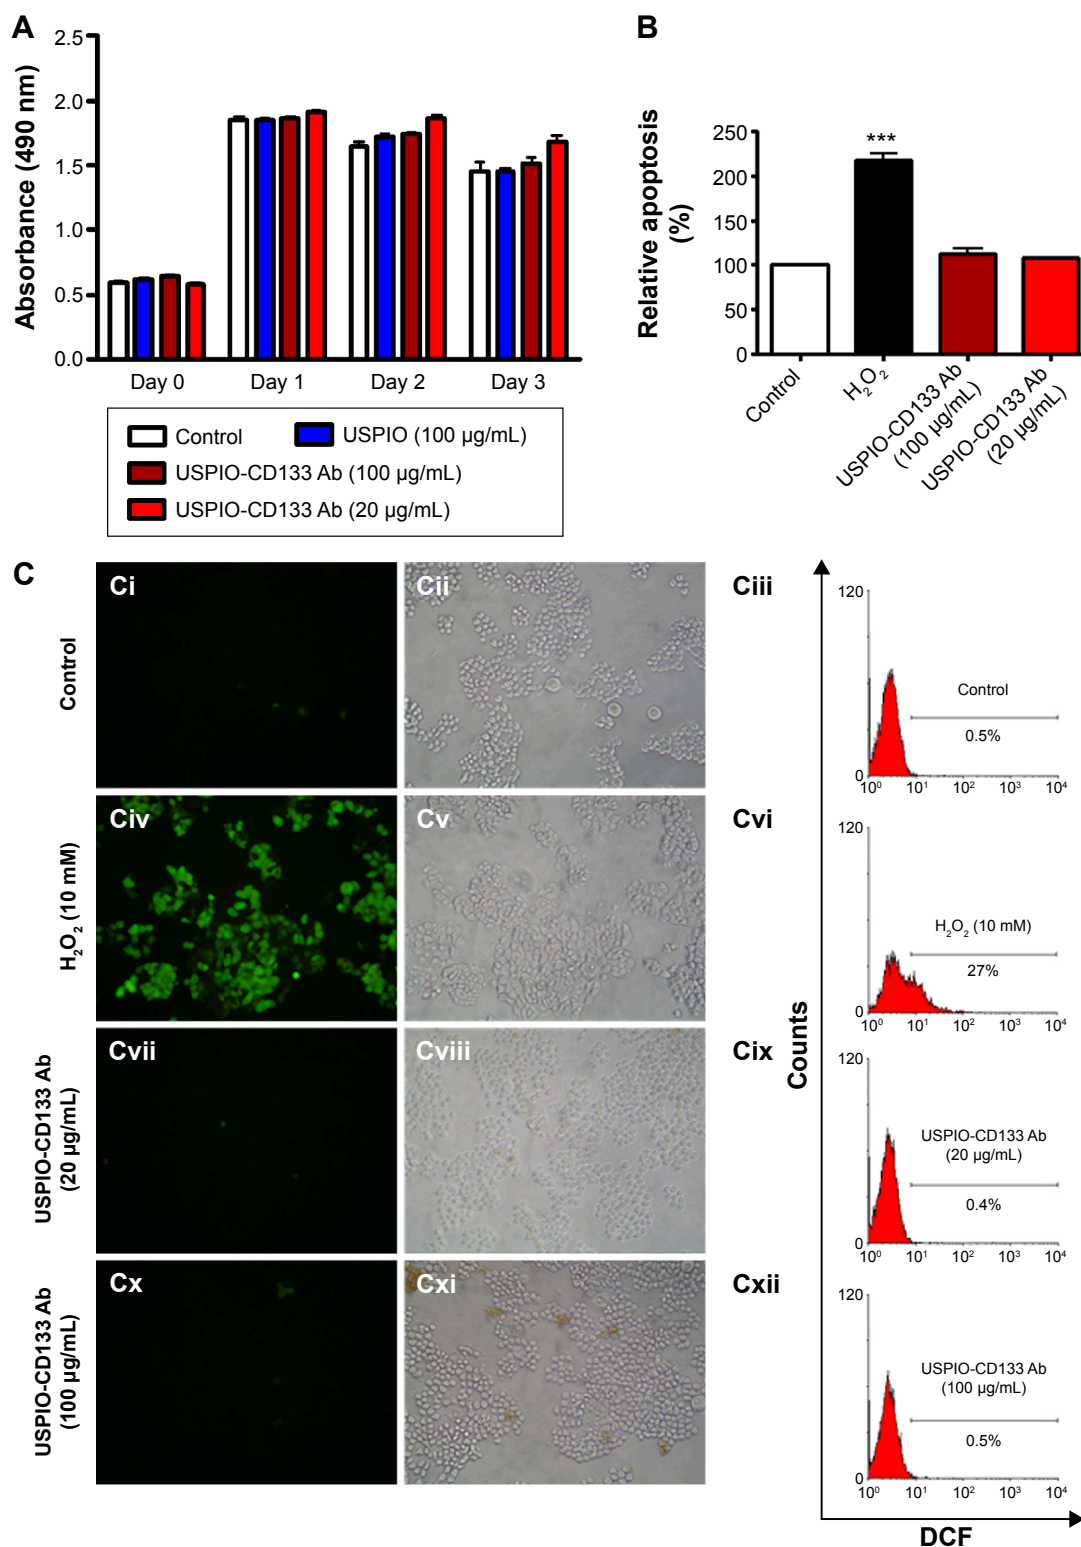 A
Absorbance (490 nm)
2.5
2.0
1.5
1.0
0.5
0.0
Day 0 Day 1 Day 2 Day 3
Control USPIO (100 µg/mL)
USPIO-CD133 Ab (100 µg/mL)
USPIO-CD133 Ab (20 µg/mL)
B
Relative apoptosis
(%)
250
200
150
100
50
0
***
Control
H₂O₂
USPIO-CD133 Ab
(100 µg/mL)
USPIO-CD133 Ab
(20 µg/mL)
C
Control
Ci
Cii
Ciii
120
0
Control
0.5%
10⁰ 10¹ 10² 10³ 10⁴
H₂O₂ (10 mM)
Civ
Cv
Cvi
120
0
H₂O₂ (10 mM)
27%
10⁰ 10¹ 10² 10³ 10⁴
USPIO-CD133 Ab
(20 µg/mL)
Cvii
Cviii
Cix
120
0
USPIO-CD133 Ab
(20 µg/mL)
0.4%
10⁰ 10¹ 10² 10³ 10⁴
USPIO-CD133 Ab
(100 µg/mL)
Cx
Cxi
Cxii
120
0
USPIO-CD133 Ab
(100 µg/mL)
0.5%
10⁰ 10¹ 10² 10³ 10⁴
Counts
DCF